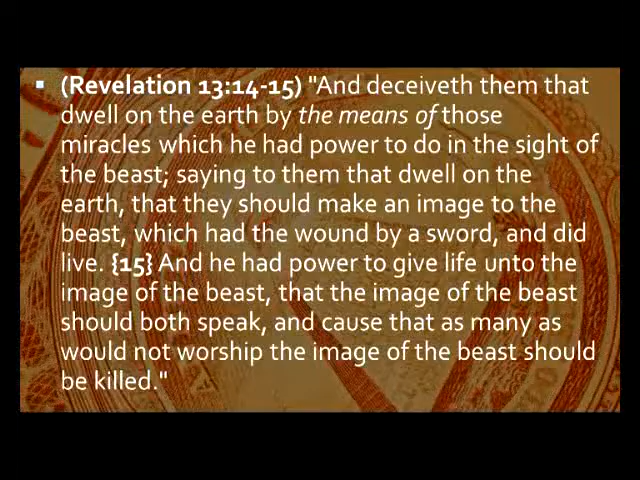 ▪ (Revelation 13:14-15) "And deceiveth them that
dwell on the earth by the means of those
miracles which he had power to do in the sight of
the beast; saying to them that dwell on the
earth, that they should make an image to the
beast, which had the wound by a sword, and did
live. {15} And he had power to give life unto the
image of the beast, that the image of the beast
should both speak, and cause that as many as
would not worship the image of the beast should
be killed."